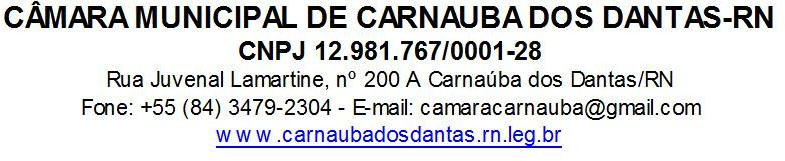 CÂMARA MUNICIPAL DE CARNAUBA DOS DANTAS-RN
CNPJ 12.981.767/0001-28
Rua Juvenal Lamartine, nº 200 A Carnaúba dos Dantas/RN
Fone: +55 (84) 3479-2304 - E-mail: camaracarnauba@gmail.com
w w w .carnaubadosdantas.rn.leg.br